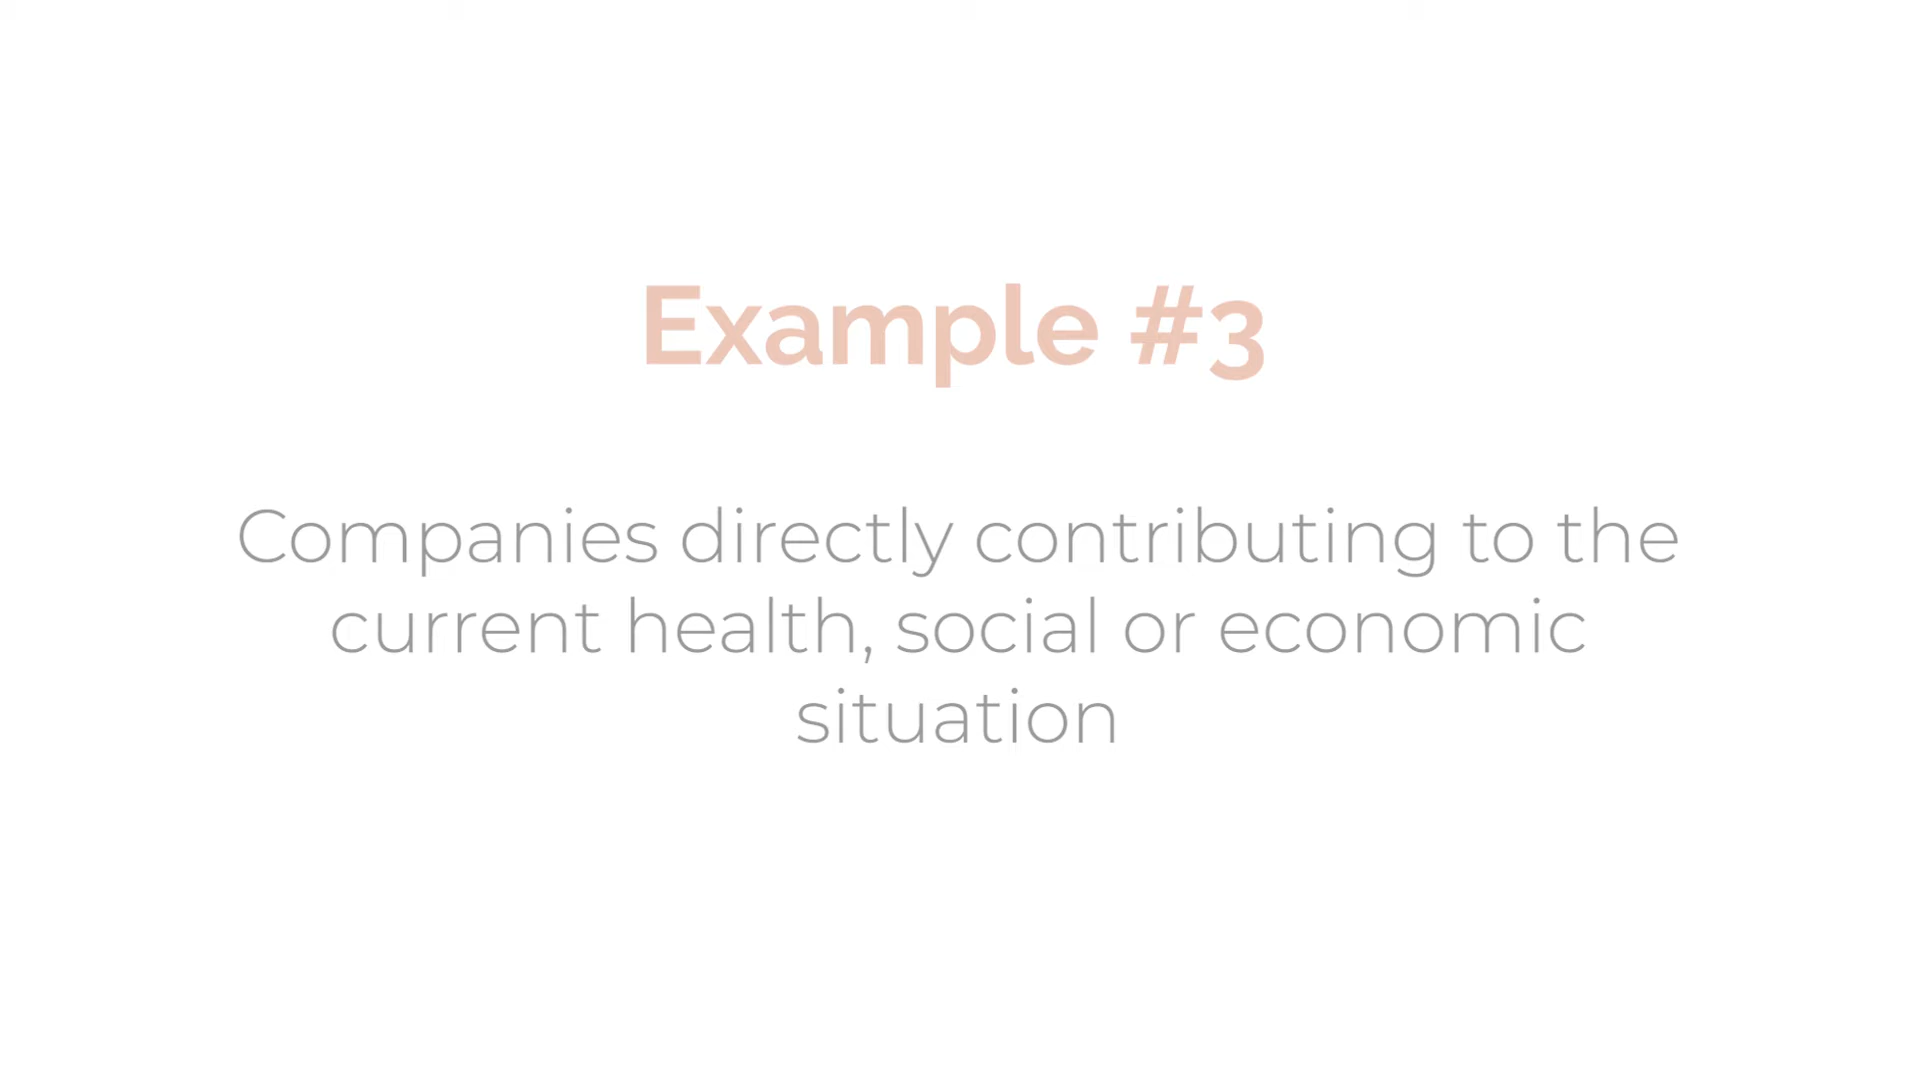 Example #3
Companies directly contributing to the
current health, social or economic
situation